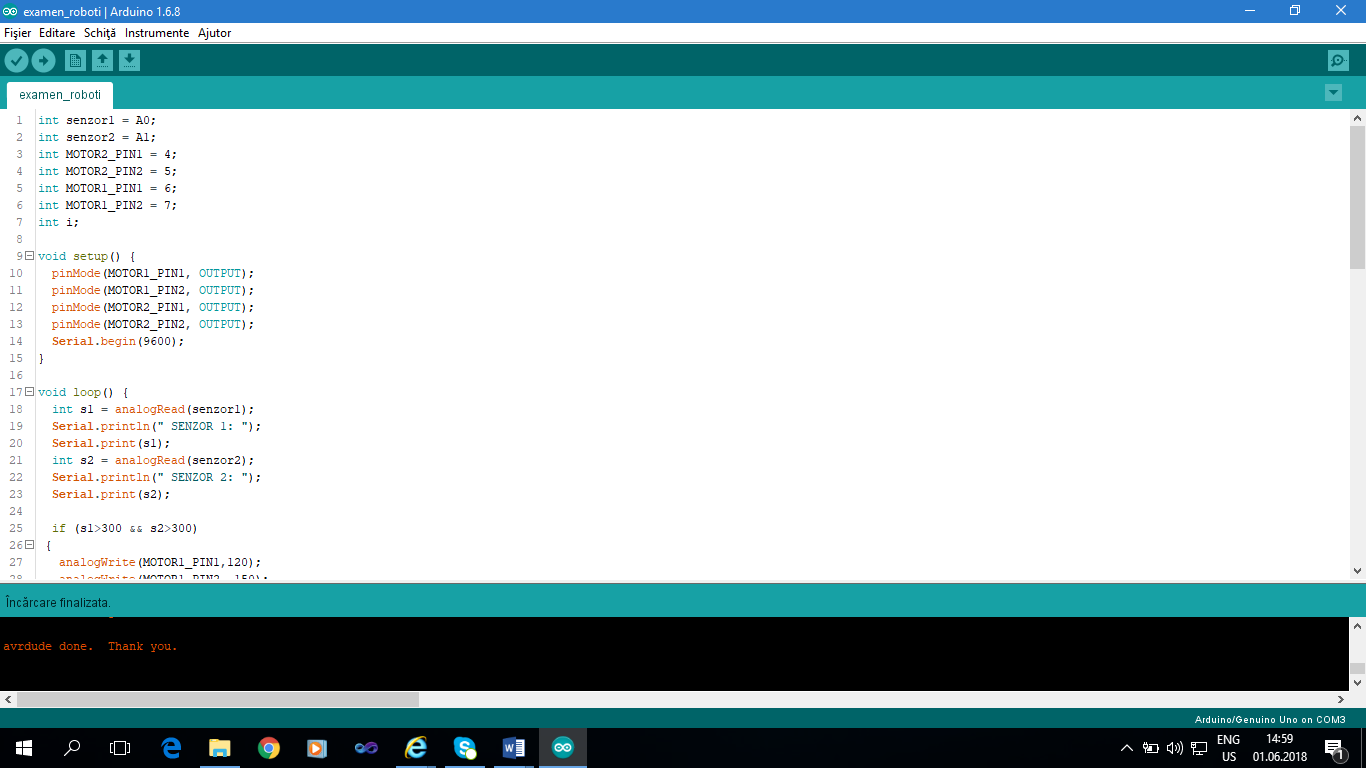 examen_roboti | Arduino 1.6.8
Fișier Editare Schiță Instrumente Ajutor
examen_roboti
1 int senzor1 = A0;
2 int senzor2 = A1;
3 int MOTOR2_PIN1 = 4;
4 int MOTOR2_PIN2 = 5;
5 int MOTOR1_PIN1 = 6;
6 int MOTOR1_PIN2 = 7;
7 int i;
8
9 void setup() {
10 pinMode(MOTOR1_PIN1, OUTPUT);
11 pinMode(MOTOR1_PIN2, OUTPUT);
12 pinMode(MOTOR2_PIN1, OUTPUT);
13 pinMode(MOTOR2_PIN2, OUTPUT);
14 Serial.begin(9600);
15 }
16
17 void loop() {
18 int s1 = analogRead(senzor1);
19 Serial.println(" SENZOR 1: ");
20 Serial.print(s1);
21 int s2 = analogRead(senzor2);
22 Serial.println(" SENZOR 2: ");
23 Serial.print(s2);
24
25 if (s1>300 && s2>300)
26 {
27 analogWrite(MOTOR1_PIN1,120);
28 analogWrite(MOTOR1_PIN2, 150);
Încărcare finalizata.
avrdude done.  Thank you.
Arduino/Genuino Uno on COM3
ENG
US
14:59
01.06.2018
1